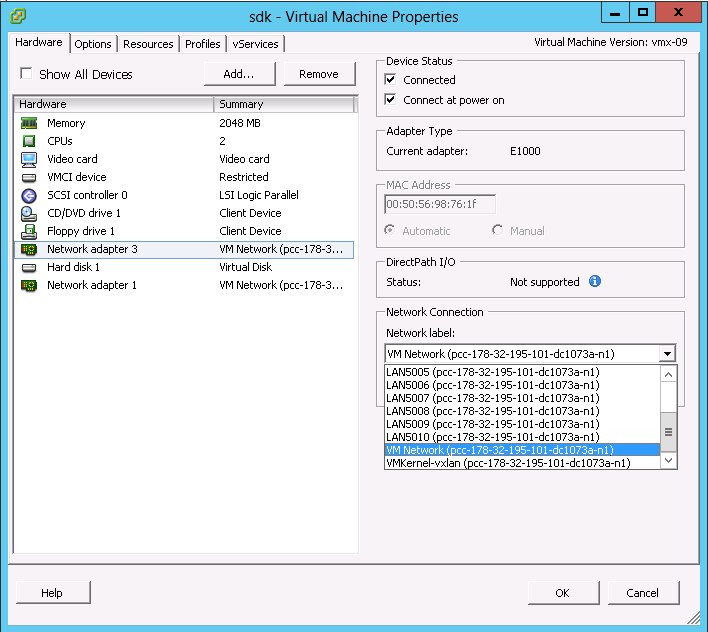 sdk - Virtual Machine Properties
Hardware Options Resources Profiles vServices Virtual Machine Version: vmx-09
Show All Devices Add... Remove
Hardware Summary
Memory 2048 MB
CPUs 2
Video card Video card
VMCI device Restricted
SCSI controller 0 LSI Logic Parallel
CD/DVD drive 1 Client Device
Floppy drive 1 Client Device
Network adapter 3 VM Network (pcc-178-3...
Hard disk 1 Virtual Disk
Network adapter 1 VM Network (pcc-178-3...
Device Status
Connected
Connect at power on
Adapter Type
Current adapter: E1000
MAC Address
00:50:56:98:76:1f
Automatic Manual
DirectPath I/O
Status: Not supported
Network Connection
Network label:
VM Network (pcc-178-32-195-101-dc1073a-n1)
LAN5005 (pcc-178-32-195-101-dc1073a-n1)
LAN5006 (pcc-178-32-195-101-dc1073a-n1)
LAN5007 (pcc-178-32-195-101-dc1073a-n1)
LAN5008 (pcc-178-32-195-101-dc1073a-n1)
LAN5009 (pcc-178-32-195-101-dc1073a-n1)
LAN5010 (pcc-178-32-195-101-dc1073a-n1)
VM Network (pcc-178-32-195-101-dc1073a-n1)
VMKernel-vxlan (pcc-178-32-195-101-dc1073a-n1)
Help OK Cancel